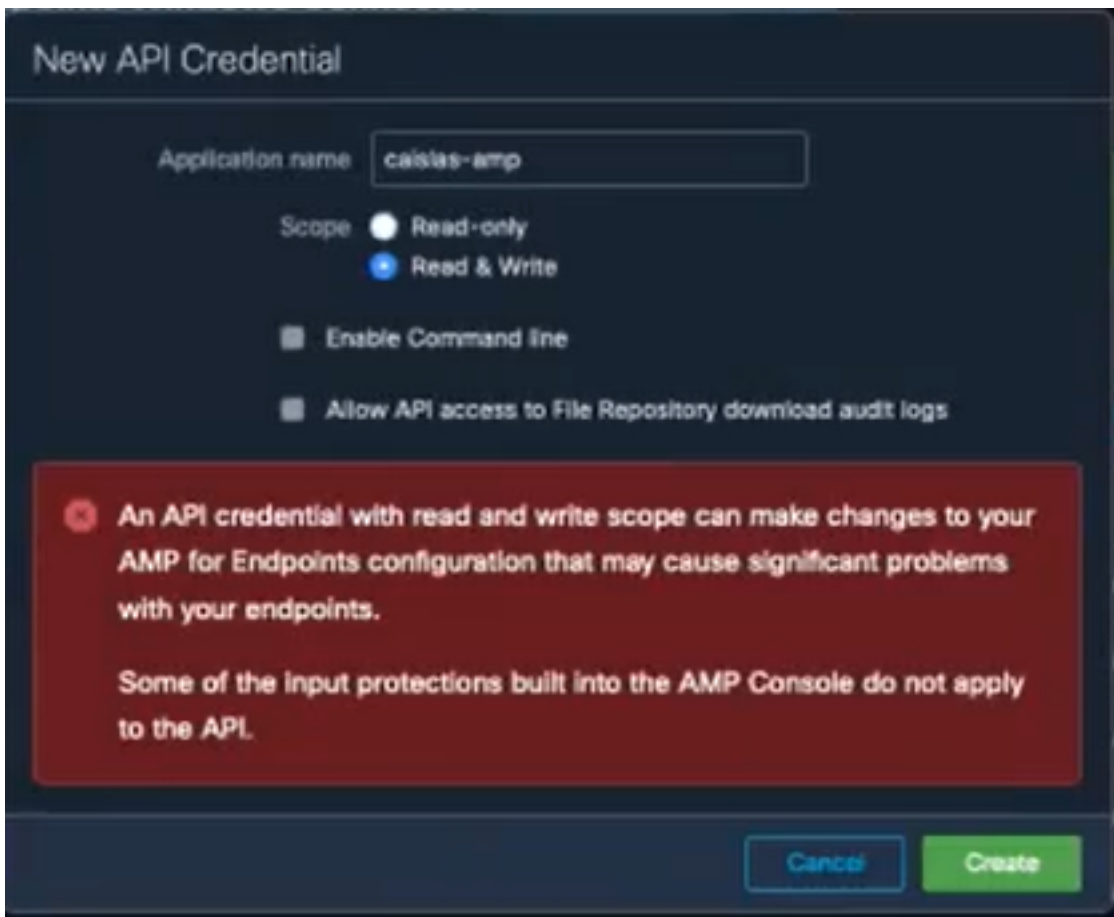 New API Credential
Application name
caislas-amp
Scope
Read-only
Read & Write
Enable Command line
Allow API access to File Repository download audit logs
An API credential with read and write scope can make changes to your
AMP for Endpoints configuration that may cause significant problems
with your endpoints.
Some of the input protections built into the AMP Console do not apply
to the API.
Cancel
Create